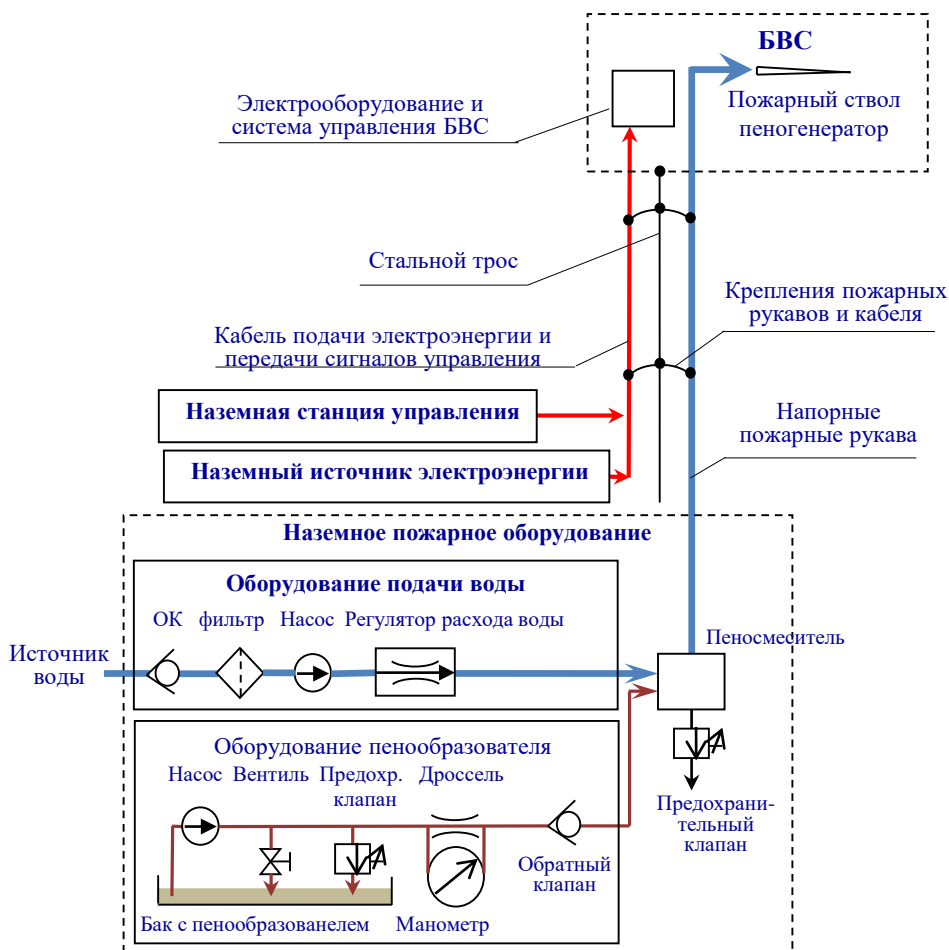 БВС
Электрооборудование и
система управления БВС
Пожарный ствол
пеногенератор
Стальной трос
Крепления пожарных
рукавов и кабеля
Кабель подачи электроэнергии и
передачи сигналов управления
Наземная станция управления
Напорные
пожарные рукава
Наземный источник электроэнергии
Наземное пожарное оборудование
Оборудование подачи воды
ОК фильтр Насос Регулятор расхода воды
Пеносмеситель
Источник
воды
Оборудование пенообразователя
Насос Вентиль Предохр. Дроссель
клапан
Предохрани-
тельный
клапан
Обратный
клапан
Бак с пенообразованелем
Манометр